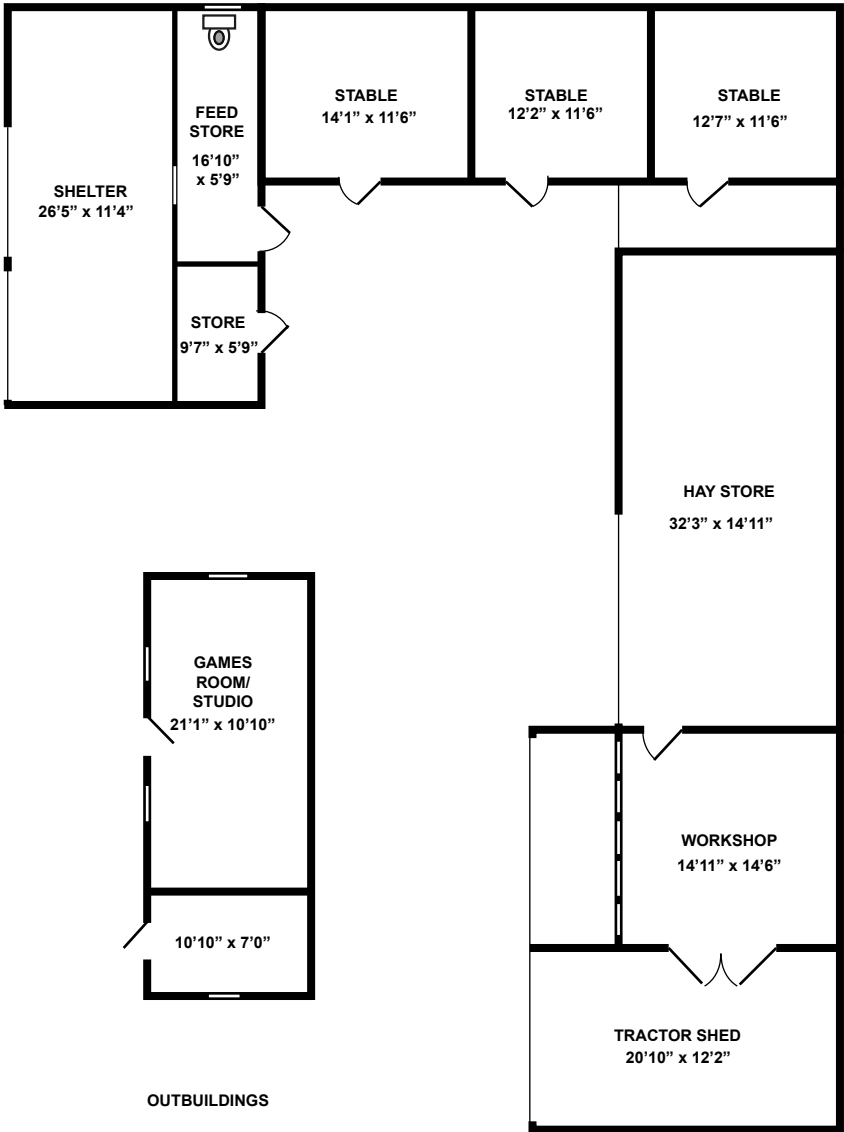 STABLE
14’1” x 11’6”
STABLE
12’2” x 11’6”
STABLE
12’7” x 11’6”
FEED
STORE
16’10”
x 5’9”
SHELTER
26’5” x 11’4”
STORE
9’7” x 5’9”
HAY STORE
32’3” x 14’11”
GAMES
ROOM/
STUDIO
21’1” x 10’10”
WORKSHOP
14’11” x 14’6”
10’10” x 7’0”
TRACTOR SHED
20’10” x 12’2”
OUTBUILDINGS